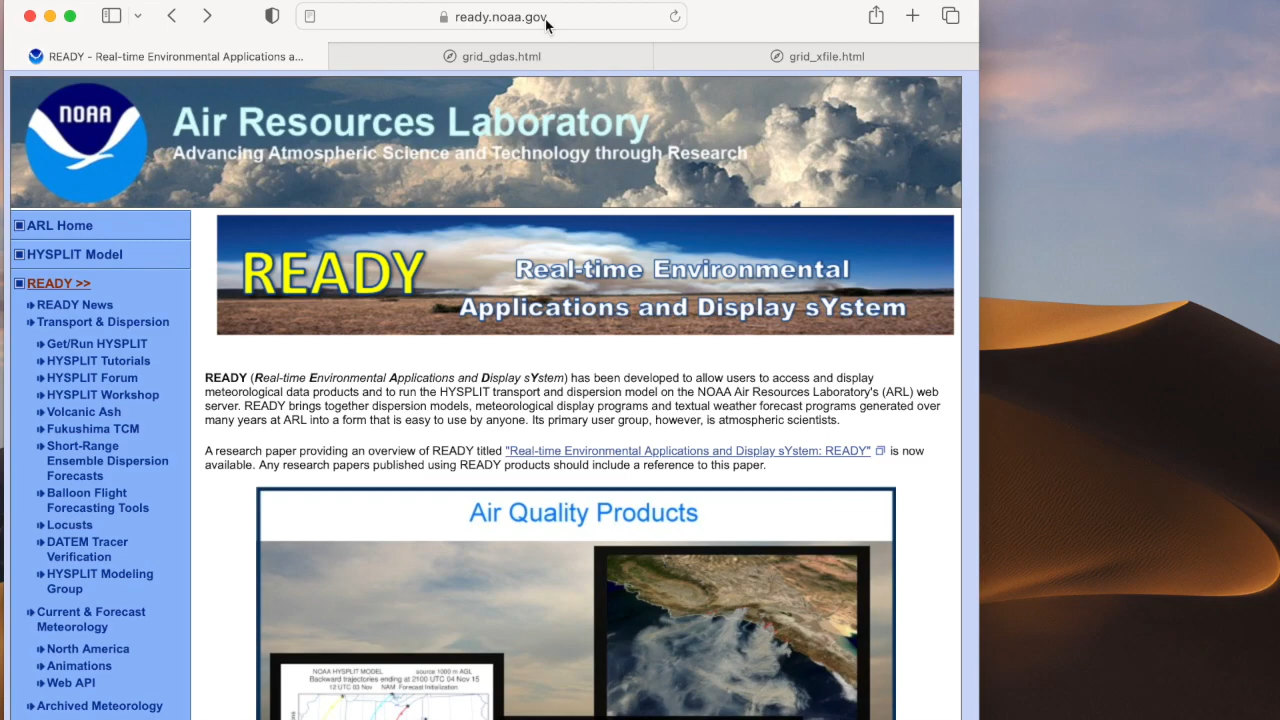 ready.noaa.gov
READY - Real-time Environmental Applications a...
grid_gdas.html
grid_xfile.html
NOAA
Air Resources Laboratory
Advancing Atmospheric Science and Technology through Research
ARL Home
HYSPLIT Model
READY >>
READY News
Transport & Dispersion
Get/Run HYSPLIT
HYSPLIT Tutorials
HYSPLIT Forum
HYSPLIT Workshop
Volcanic Ash
Fukushima TCM
Short-Range
Ensemble Dispersion
Forecasts
Balloon Flight
Forecasting Tools
Locusts
DATEM Tracer
Verification
HYSPLIT Modeling
Group
Current & Forecast
Meteorology
North America
Animations
Web API
Archived Meteorology
READY
Real-time Environmental
Applications and Display sYstem
READY (Real-time Environmental Applications and Display sYstem) has been developed to allow users to access and display
meteorological data products and to run the HYSPLIT transport and dispersion model on the NOAA Air Resources Laboratory's (ARL) web
server. READY brings together dispersion models, meteorological display programs and textual weather forecast programs generated over
many years at ARL into a form that is easy to use by anyone. Its primary user group, however, is atmospheric scientists.
A research paper providing an overview of READY titled "Real-time Environmental Applications and Display sYstem: READY" is now
available. Any research papers published using READY products should include a reference to this paper.
Air Quality Products
NOAA HYSPLIT MODEL source 1000 m AGL
Backward trajectories ending at 2100 UTC 04 Nov 15
12 UTC 03 Nov NAM Forecast Initialization